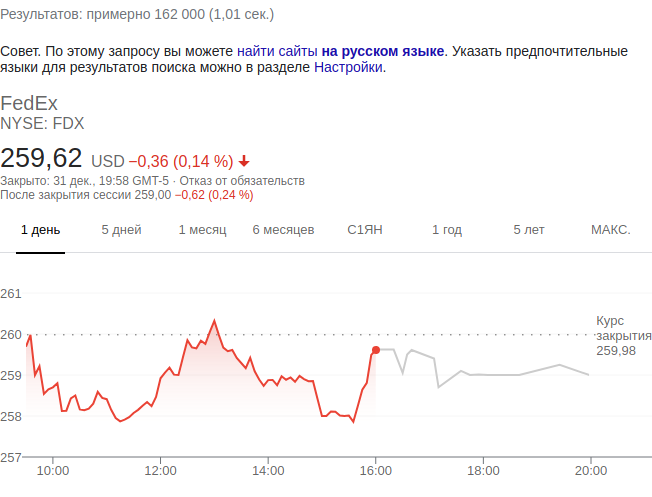 Результатов: примерно 162 000 (1,01 сек.)
Совет. По этому запросу вы можете найти сайты на русском языке. Указать предпочтительные
языки для результатов поиска можно в разделе Настройки.
FedEx
NYSE: FDX
259,62 USD −0,36 (0,14 %)
Закрыто: 31 дек., 19:58 GMT-5 · Отказ от обязательств
После закрытия сессии 259,00 −0,62 (0,24 %)
1 день 5 дней 1 месяц 6 месяцев С1ЯН 1 год 5 лет МАКС.
261
260
259
258
257
Курс
закрытия
259,98
10:00 12:00 14:00 16:00 18:00 20:00